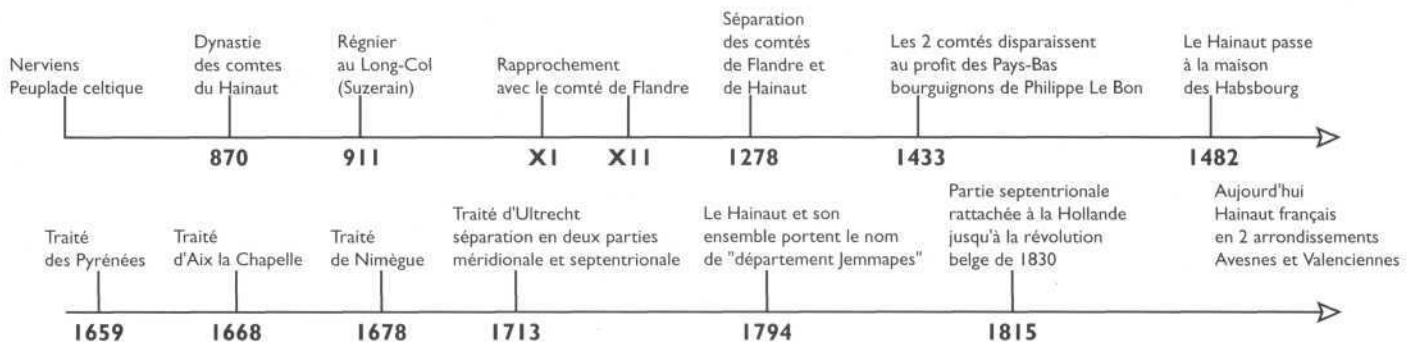 Nerviens
Peuplade celtique
Dynastie
des comtes
du Hainaut
Régnier
au Long-Col
(Suzerain)
Rapprochement
avec le comté de Flandre
Séparation
des comtés
de Flandre et
de Hainaut
Les 2 comtés disparaissent
au profit des Pays-Bas
bourguignons de Philippe Le Bon
Le Hainaut passe
à la maison
des Habsbourg
870
911
XI
XII
1278
1433
1482
Traité
des Pyrénées
Traité
d'Aix la Chapelle
Traité
de Nimègue
Traité d'Ultrecht
séparation en deux parties
méridionale et septentrionale
Le Hainaut et son
ensemble portent le nom
de "département Jemmapes"
Partie septentrionale
rattachée à la Hollande
jusqu'à la révolution
belge de 1830
Aujourd'hui
Hainaut français
en 2 arrondissements
Avesnes et Valenciennes
1659
1668
1678
1713
1794
1815